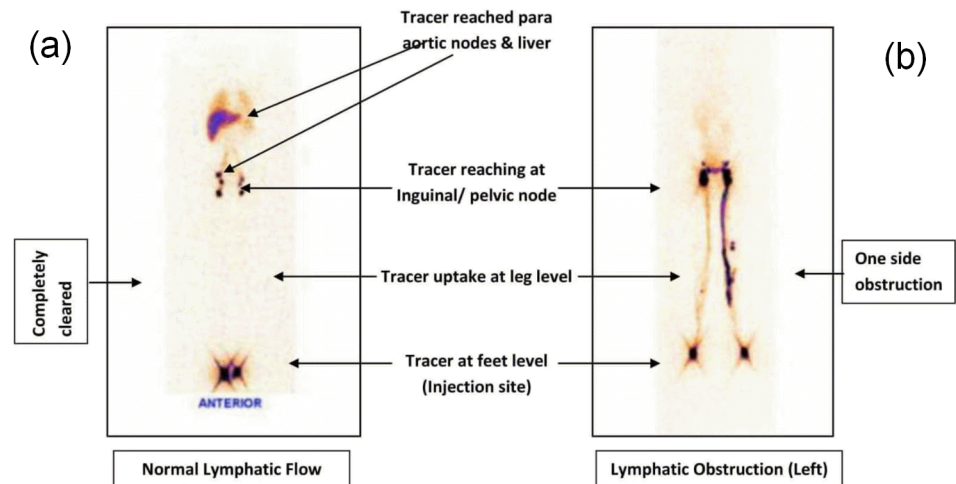 (a)
Tracer reached para
aortic nodes & liver
(b)
Tracer reaching at
Inguinal/ pelvic node
Completely
cleared
Tracer uptake at leg level
One side
obstruction
Tracer at feet level
(Injection site)
ANTERIOR
Normal Lymphatic Flow
Lymphatic Obstruction (Left)